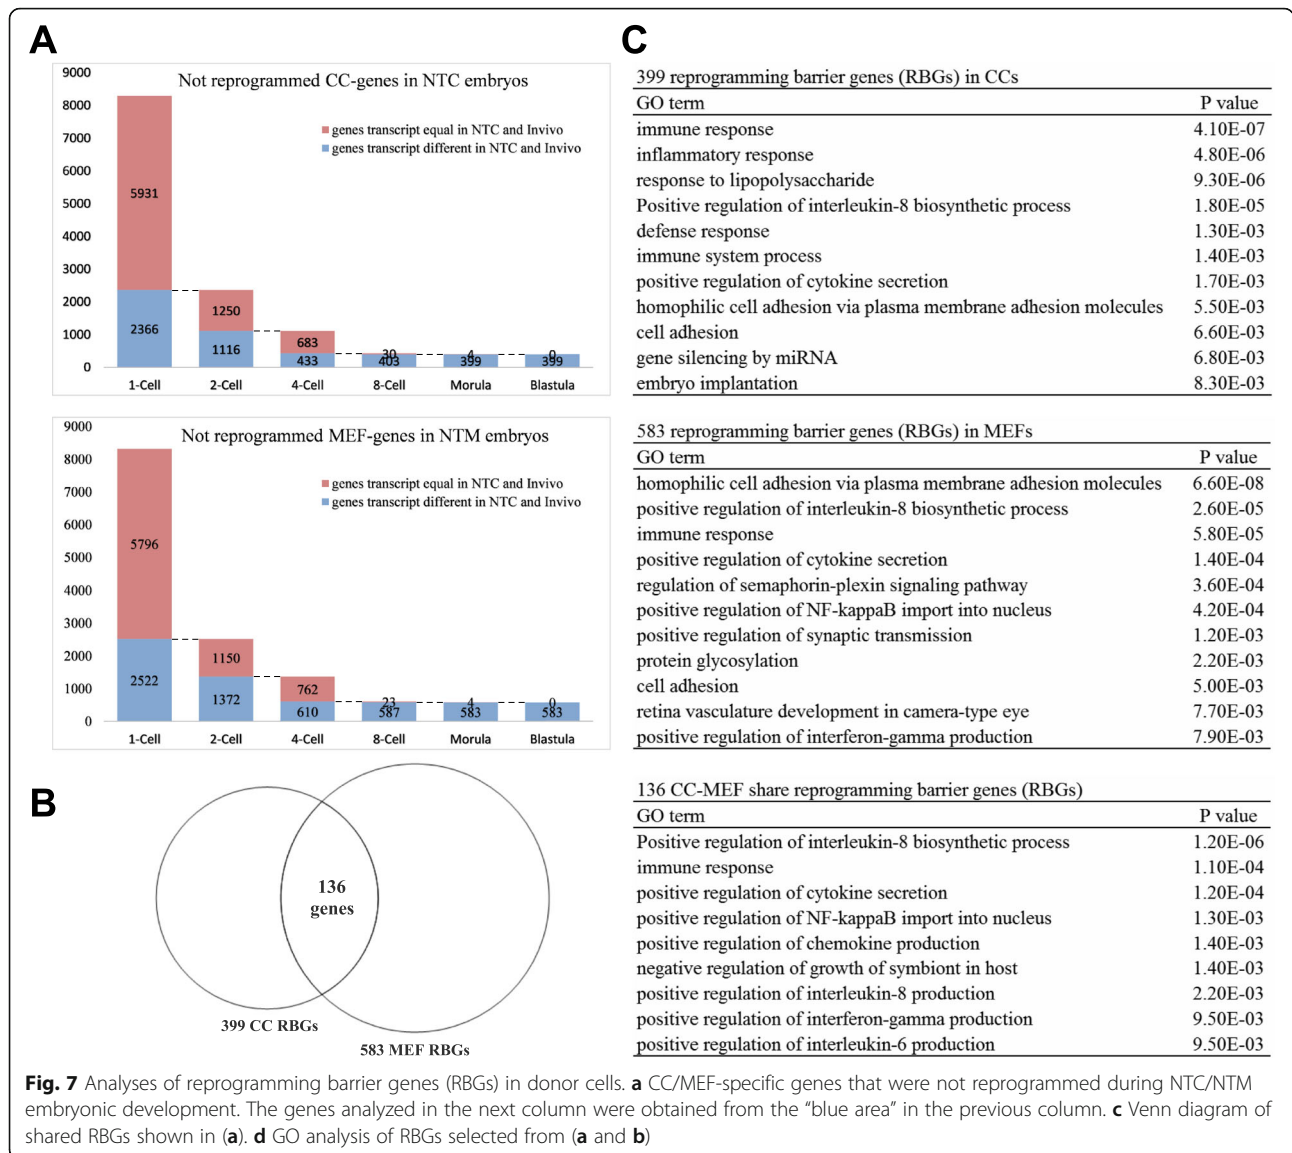 A
Not reprogrammed CC-genes in NTC embryos
9000
8000
7000
6000
5000
4000
3000
2000
1000
0
genes transcript equal in NTC and Invivo
genes transcript different in NTC and Invivo
5931
2366
1250
1116
683
433
30
403
4
399
0
399
1-Cell 2-Cell 4-Cell 8-Cell Morula Blastula
Not reprogrammed MEF-genes in NTM embryos
9000
8000
7000
6000
5000
4000
3000
2000
1000
0
genes transcript equal in NTC and Invivo
genes transcript different in NTC and Invivo
5796
2522
1150
1372
762
610
23
587
4
583
0
583
1-Cell 2-Cell 4-Cell 8-Cell Morula Blastula
B
136
genes
399 CC RBGs
583 MEF RBGs
C
399 reprogramming barrier genes (RBGs) in CCs
GO term P value
immune response 4.10E-07
inflammatory response 4.80E-06
response to lipopolysaccharide 9.30E-06
Positive regulation of interleukin-8 biosynthetic process 1.80E-05
defense response 1.30E-03
immune system process 1.40E-03
positive regulation of cytokine secretion 1.70E-03
homophilic cell adhesion via plasma membrane adhesion molecules 5.50E-03
cell adhesion 6.60E-03
gene silencing by miRNA 6.80E-03
embryo implantation 8.30E-03
583 reprogramming barrier genes (RBGs) in MEFs
GO term P value
homophilic cell adhesion via plasma membrane adhesion molecules 6.60E-08
positive regulation of interleukin-8 biosynthetic process 2.60E-05
immune response 5.80E-05
positive regulation of cytokine secretion 1.40E-04
regulation of semaphorin-plexin signaling pathway 3.60E-04
positive regulation of NF-kappaB import into nucleus 4.20E-04
positive regulation of synaptic transmission 1.20E-03
protein glycosylation 2.20E-03
cell adhesion 5.00E-03
retina vasculature development in camera-type eye 7.70E-03
positive regulation of interferon-gamma production 7.90E-03
136 CC-MEF share reprogramming barrier genes (RBGs)
GO term P value
Positive regulation of interleukin-8 biosynthetic process 1.20E-06
immune response 1.10E-04
positive regulation of cytokine secretion 1.20E-04
positive regulation of NF-kappaB import into nucleus 1.30E-03
positive regulation of chemokine production 1.40E-03
negative regulation of growth of symbiont in host 1.40E-03
positive regulation of interleukin-8 production 2.20E-03
positive regulation of interferon-gamma production 9.50E-03
positive regulation of interleukin-6 production 9.50E-03
Fig. 7 Analyses of reprogramming barrier genes (RBGs) in donor cells. a CC/MEF-specific genes that were not reprogrammed during NTC/NTM
embryonic development. The genes analyzed in the next column were obtained from the “blue area” in the previous column. c Venn diagram of
shared RBGs shown in (a). d GO analysis of RBGs selected from (a and b)